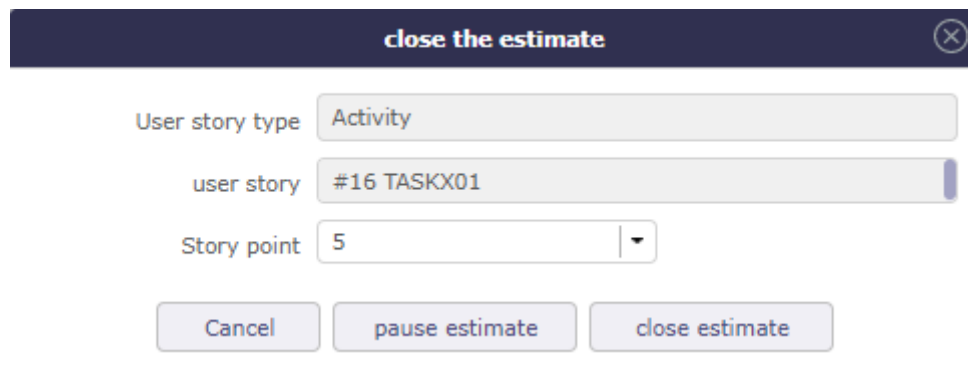 close the estimate
User story type Activity
user story #16 TASKX01
Story point 5
Cancel pause estimate close estimate